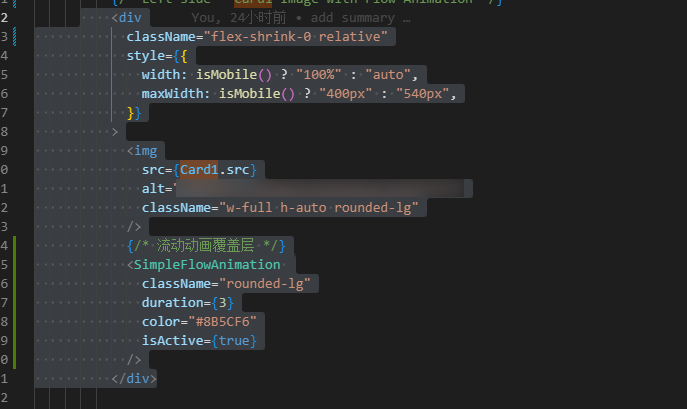 {/* Left side - Card1 Image with Flow Animation */}
2 <div You, 24小时前 • add summary …
3 className="flex-shrink-0 relative"
4 style={{
5 width: isMobile() ? "100%" : "auto",
6 maxWidth: isMobile() ? "400px" : "540px",
7 }}
8 >
9 <img
0 src={Card1.src}
1 alt="
2 className="w-full h-auto rounded-lg"
3 />
4 {/* 流动动画覆盖层 */}
5 <SimpleFlowAnimation
6 className="rounded-lg"
7 duration={3}
8 color="#8B5CF6"
9 isActive={true}
0 />
1 </div>
2